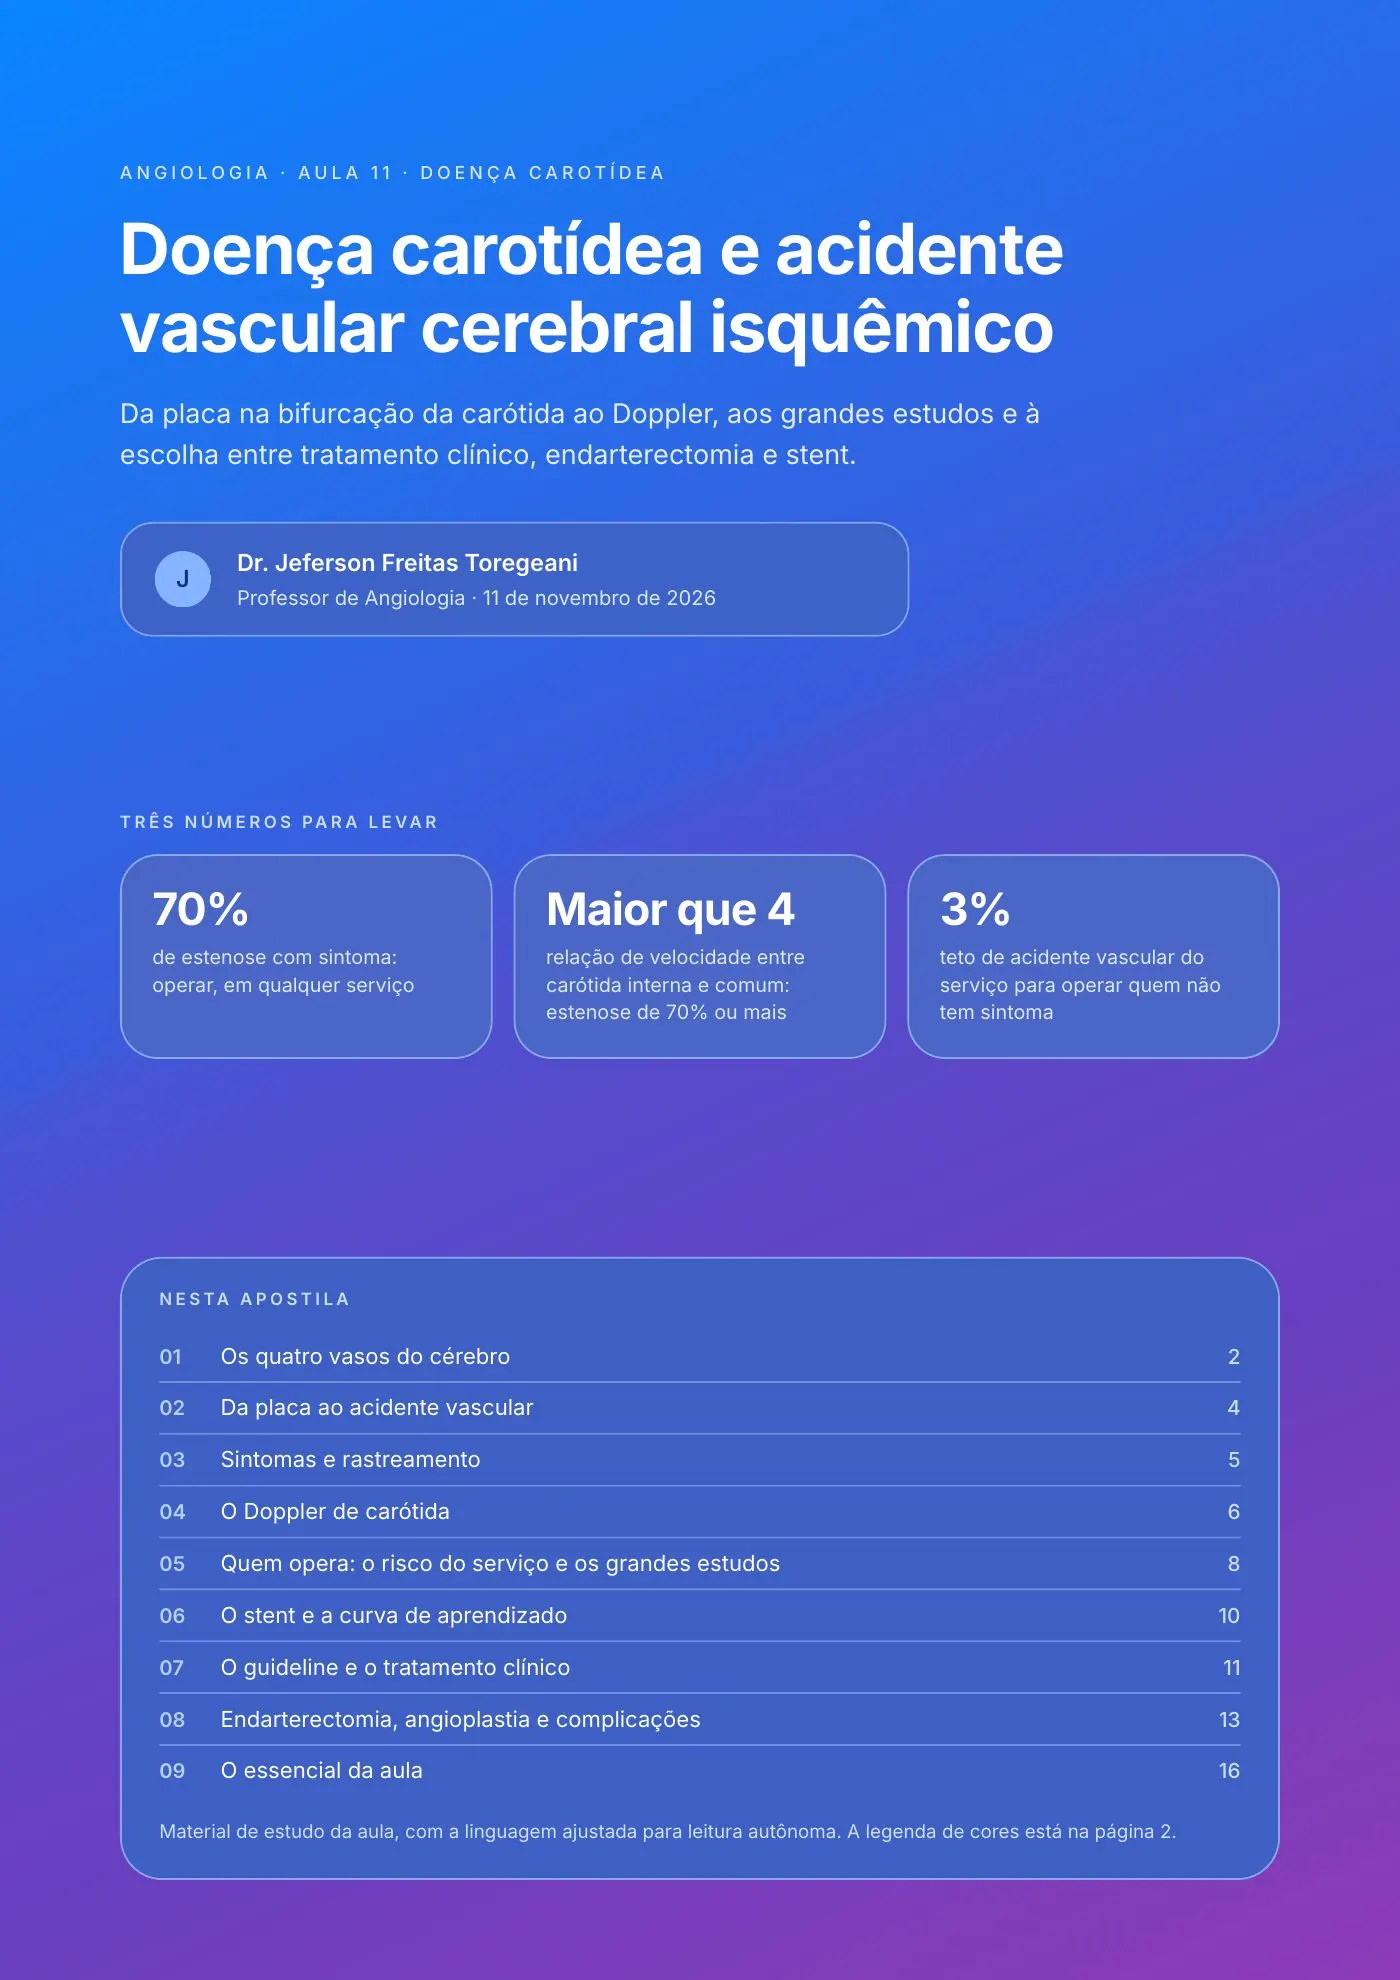 ANGIOLOGIA · AULA 11 · DOENÇA CAROTÍDEA
Doença carotídea e acidente
vascular cerebral isquêmico
Da placa na bifurcação da carótida ao Doppler, aos grandes estudos e à
escolha entre tratamento clínico, endarterectomia e stent.
J
Dr. Jeferson Freitas Toregeani
Professor de Angiologia · 11 de novembro de 2026
TRÊS NÚMEROS PARA LEVAR
70%
de estenose com sintoma:
operar, em qualquer serviço
Maior que 4
relação de velocidade entre
carótida interna e comum:
estenose de 70% ou mais
3%
teto de acidente vascular do
serviço para operar quem não
tem sintoma
NESTA APOSTILA
01 Os quatro vasos do cérebro 2
02 Da placa ao acidente vascular 4
03 Sintomas e rastreamento 5
04 O Doppler de carótida 6
05 Quem opera: o risco do serviço e os grandes estudos 8
06 O stent e a curva de aprendizado 10
07 O guideline e o tratamento clínico 11
08 Endarterectomia, angioplastia e complicações 13
09 O essencial da aula 16
Material de estudo da aula, com a linguagem ajustada para leitura autônoma. A legenda de cores está na página 2.